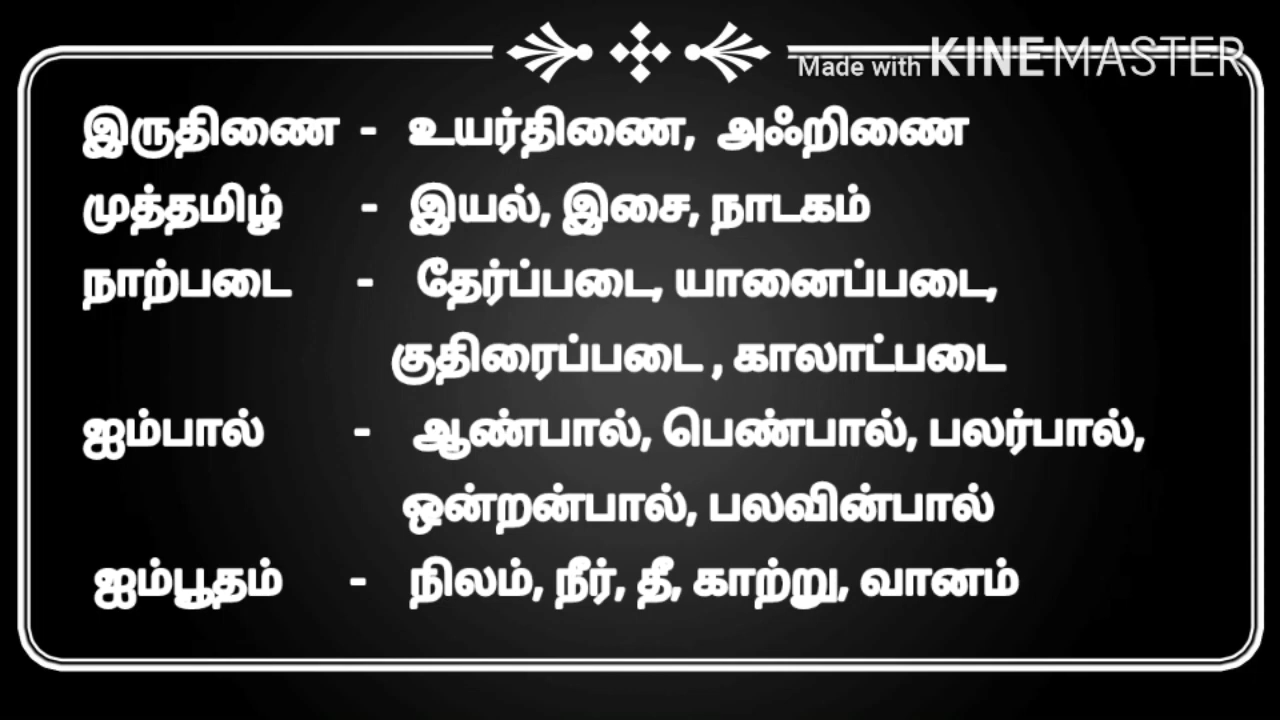 Made with KINEMASTER
இருதிணை - உயர்திணை, அஃறிணை
முத்தமிழ் - இயல், இசை, நாடகம்
நாற்படை - தேர்ப்படை, யானைப்படை,
குதிரைப்படை , காலாட்படை
ஐம்பால் - ஆண்பால், பெண்பால், பலர்பால்,
ஒன்றன்பால், பலவின்பால்
ஐம்பூதம் - நிலம், நீர், தீ, காற்று, வானம்